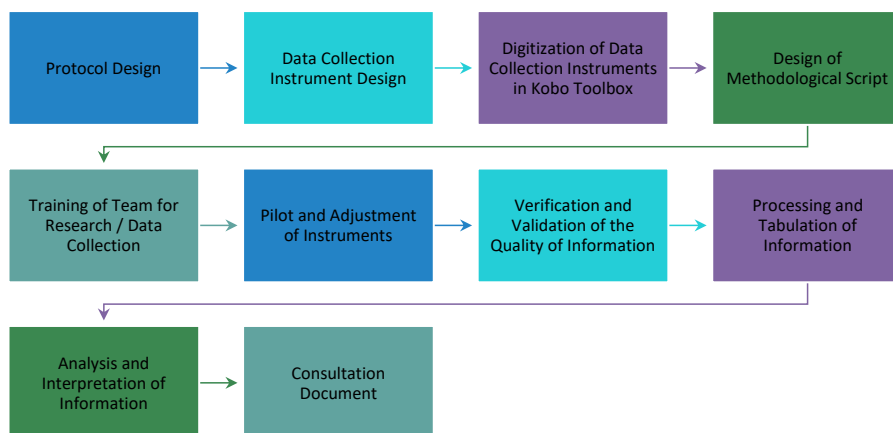 Protocol Design
Data Collection
Instrument Design
Digitization of Data
Collection Instruments
in Kobo Toolbox
Design of
Methodological Script
Training of Team for
Research / Data
Collection
Pilot and Adjustment
of Instruments
Verification and
Validation of the
Quality of Information
Processing and
Tabulation of
Information
Analysis and
Interpretation of
Information
Consultation
Document